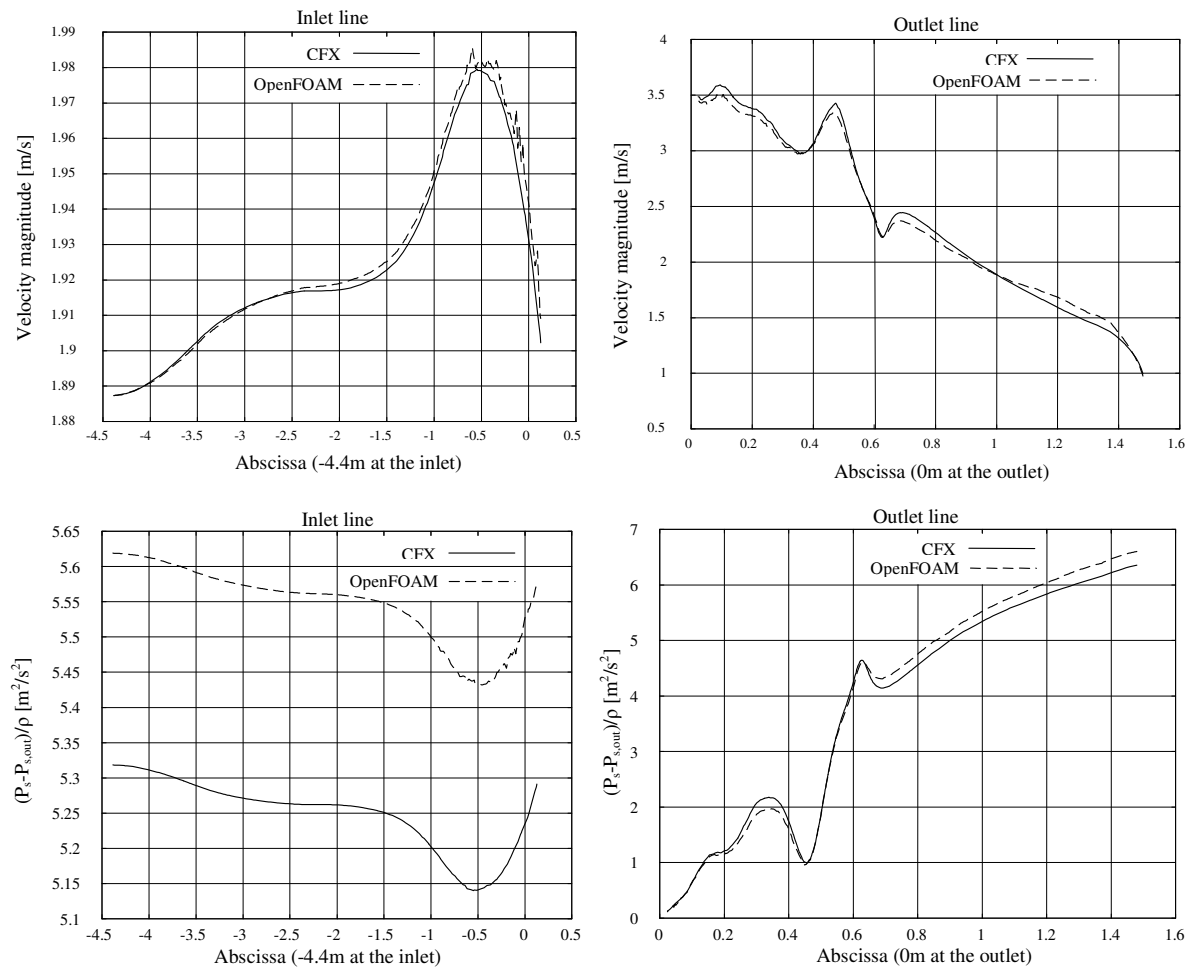 Inlet line
1.99
1.98
1.97
1.96
1.95
1.94
1.93
1.92
1.91
1.9
1.89
1.88
CFX
OpenFOAM
Velocity magnitude [m/s]
-4.5 -4 -3.5 -3 -2.5 -2 -1.5 -1 -0.5 0 0.5
Abscissa (-4.4m at the inlet)
Outlet line
4
3.5
3
2.5
2
1.5
1
0.5
CFX
OpenFOAM
Velocity magnitude [m/s]
0 0.2 0.4 0.6 0.8 1 1.2 1.4 1.6
Abscissa (0m at the outlet)
Inlet line
5.65
5.6
5.55
5.5
5.45
5.4
5.35
5.3
5.25
5.2
5.15
5.1
CFX
OpenFOAM
(Ps-Ps,out)/ρ [m²/s²]
-4.5 -4 -3.5 -3 -2.5 -2 -1.5 -1 -0.5 0 0.5
Abscissa (-4.4m at the inlet)
Outlet line
7
6
5
4
3
2
1
0
CFX
OpenFOAM
(Ps-Ps,out)/ρ [m²/s²]
0 0.2 0.4 0.6 0.8 1 1.2 1.4 1.6
Abscissa (0m at the outlet)